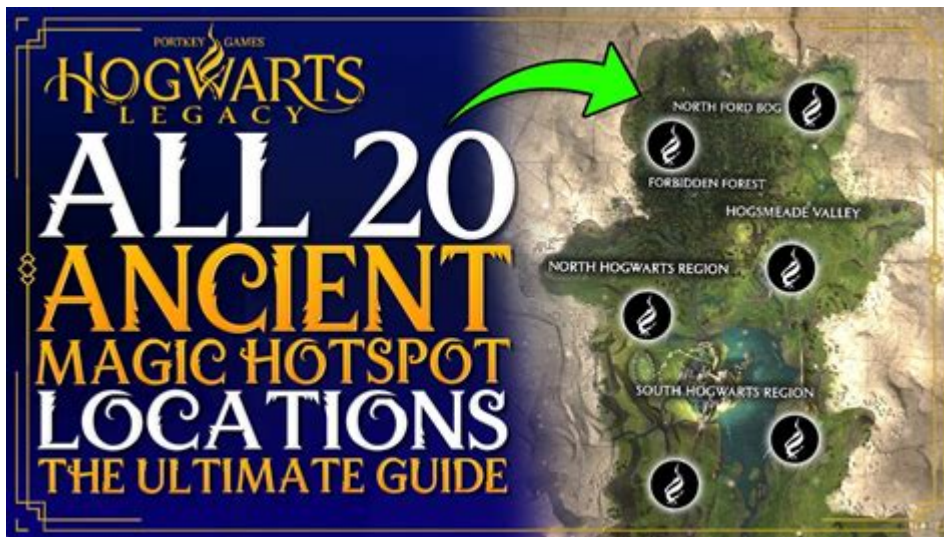 PORTKEY GAMES
HOGWARTS
LEGACY
ALL 20
ANCIENT
MAGIC HOTSPOT
LOCATIONS
THE ULTIMATE GUIDE
NORTH FORD BOG
FORBIDDEN FOREST
HOGSMEADE VALLEY
NORTH HOGWARTS REGION
SOUTH HOGWARTS REGION